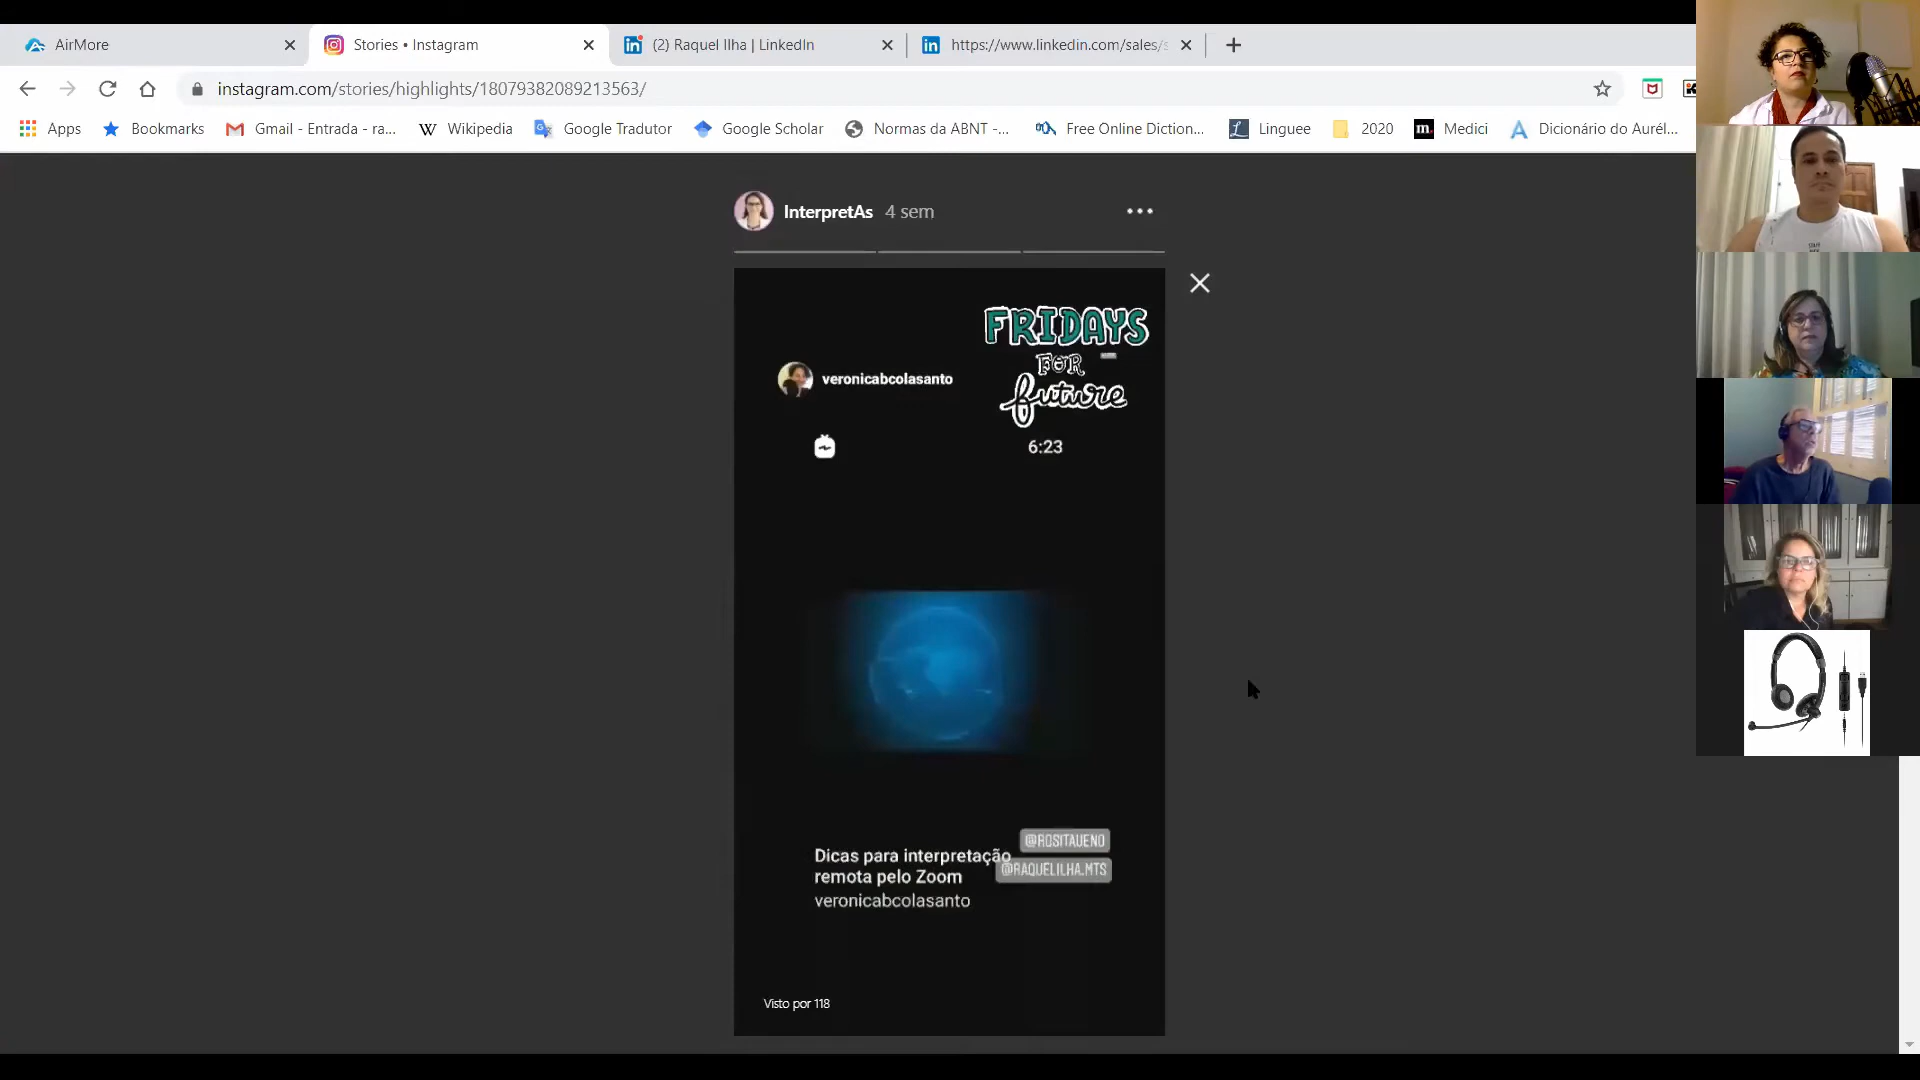 AirMore
Stories • Instagram
(2) Raquel Ilha | LinkedIn
https://www.linkedin.com/sales/s
instagram.com/stories/highlights/18079382089213563/
Apps
Bookmarks
Gmail - Entrada - ra...
Wikipedia
Google Tradutor
Google Scholar
Normas da ABNT -...
Free Online Diction...
Linguee
2020
Medici
Dicionário do Aurél...
InterpretAs 4 sem
FRIDAYS
FOR
future
veronicabcolasanto
6:23
@ROSITAUENO
Dicas para interpretação
@RAQUELILHA.MTS
remota pelo Zoom
veronicabcolasanto
Visto por 118